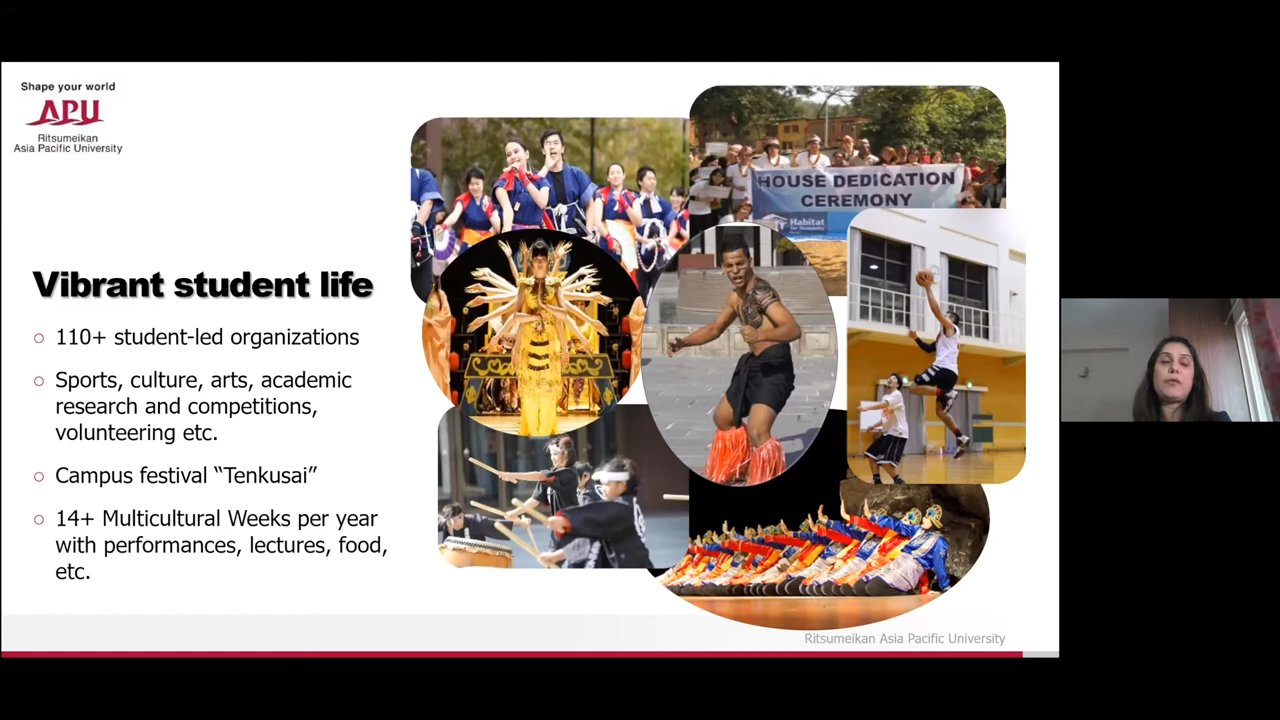 Shape your world
APU
Ritsumeikan
Asia Pacific University
Vibrant student life
110+ student-led organizations
Sports, culture, arts, academic
research and competitions,
volunteering etc.
Campus festival “Tenkusai”
14+ Multicultural Weeks per year
with performances, lectures, food,
etc.
HOUSE DEDICATION
CEREMONY
Habitat
for Humanity
Ritsumeikan Asia Pacific University